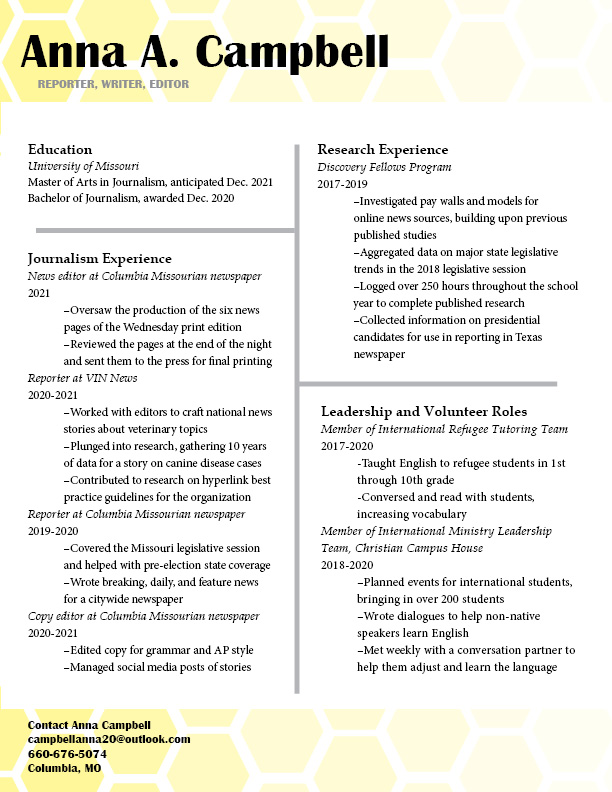 Anna A. Campbell
REPORTER, WRITER, EDITOR
Education
University of Missouri
Master of Arts in Journalism, anticipated Dec. 2021
Bachelor of Journalism, awarded Dec. 2020
Journalism Experience
News editor at Columbia Missourian newspaper
2021
–Oversaw the production of the six news
pages of the Wednesday print edition
–Reviewed the pages at the end of the night
and sent them to the press for final printing
Reporter at VIN News
2020-2021
–Worked with editors to craft national news
stories about veterinary topics
–Plunged into research, gathering 10 years
of data for a story on canine disease cases
–Contributed to research on hyperlink best
practice guidelines for the organization
Reporter at Columbia Missourian newspaper
2019-2020
–Covered the Missouri legislative session
and helped with pre-election state coverage
–Wrote breaking, daily, and feature news
for a citywide newspaper
Copy editor at Columbia Missourian newspaper
2020-2021
–Edited copy for grammar and AP style
–Managed social media posts of stories
Research Experience
Discovery Fellows Program
2017-2019
–Investigated pay walls and models for
online news sources, building upon previous
published studies
–Aggregated data on major state legislative
trends in the 2018 legislative session
–Logged over 250 hours throughout the school
year to complete published research
–Collected information on presidential
candidates for use in reporting in Texas
newspaper
Leadership and Volunteer Roles
Member of International Refugee Tutoring Team
2017-2020
-Taught English to refugee students in 1st
through 10th grade
-Conversed and read with students,
increasing vocabulary
Member of International Ministry Leadership
Team, Christian Campus House
2018-2020
–Planned events for international students,
bringing in over 200 students
–Wrote dialogues to help non-native
speakers learn English
–Met weekly with a conversation partner to
help them adjust and learn the language
Contact Anna Campbell
campbellanna20@outlook.com
660-676-5074
Columbia, MO